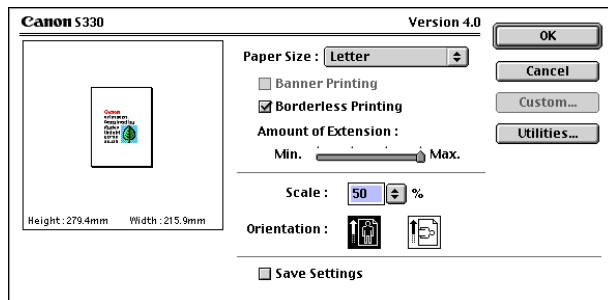 Canon S330 Version 4.0
OK
Paper Size : Letter
Cancel
Banner Printing
Custom...
Borderless Printing
Utilities...
Amount of Extension :
Min. Max.
Scale : 50 %
Height:279.4mm Width:215.9mm
Orientation :
Save Settings
Canon